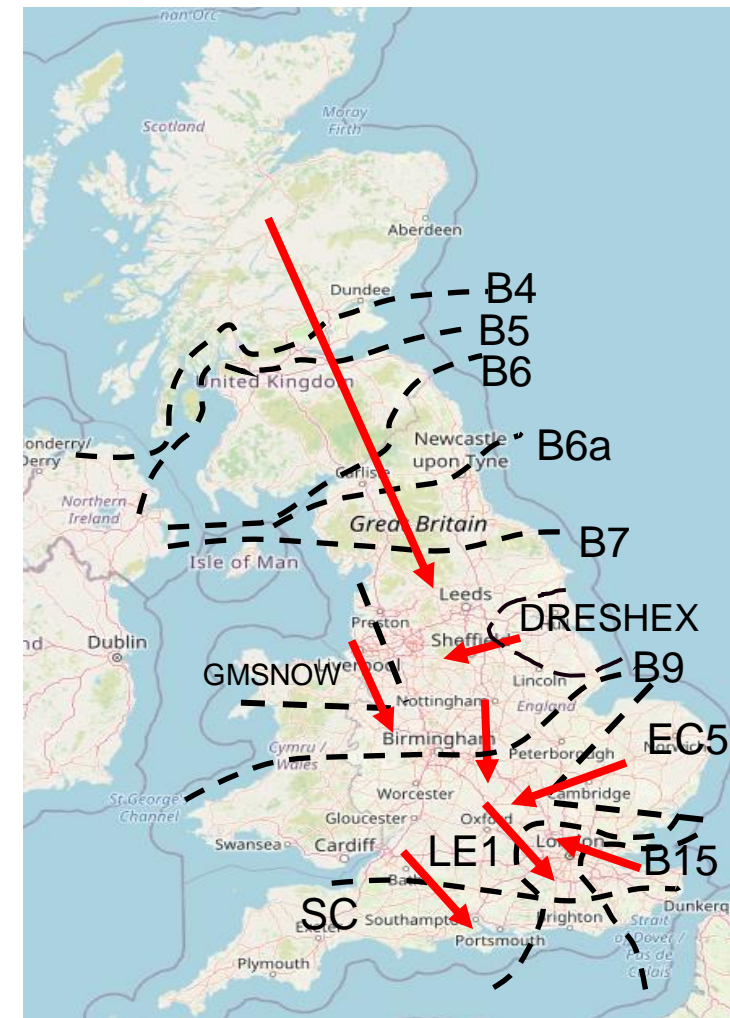 nan Orc
Moray
Firth
Scotland
Aberdeen
Dundee
B4
B5
United Kingdom
B6
Newcastle
upon Tyne
B6a
onderry/
Derry
Carlisle
Northern
Ireland
Great Britain
B7
Isle of Man
Leeds
Preston
DRESHEX
Sheffield
nd
Dublin
GMSNOW
Liverpool
B9
Lincoln
Nottingham
England
EC5
Norwich
Birmingham
Cymru /
Wales
Peterborough
St George's
Channel
Worcester
Cambridge
Gloucester
Oxford
Swansea
Cardiff
LE1
London
B15
Bath
Dunkerq
SC
Exeter
Southampton
Brighton
Strait
of Dover /
Pas de
Calais
Portsmouth
Plymouth